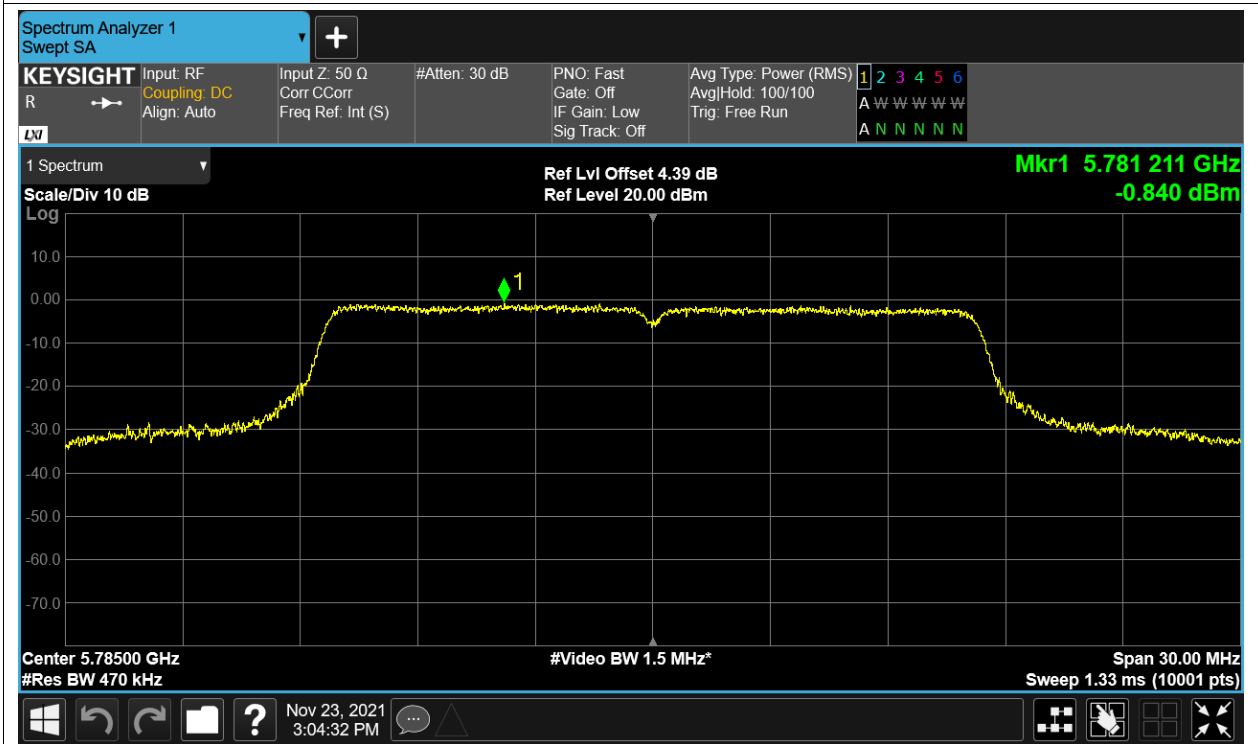 Spectrum Analyzer 1
Swept SA
KEYSIGHT
R
LXI
Input: RF
Coupling: DC
Align: Auto
Input Z: 50 Ω
Corr CCorr
Freq Ref: Int (S)
#Atten: 30 dB
PNO: Fast
Gate: Off
IF Gain: Low
Sig Track: Off
Avg Type: Power (RMS)
Avg|Hold: 100/100
Trig: Free Run
1 2 3 4 5 6
A W W W W W
A N N N N N
1 Spectrum
Scale/Div 10 dB
Ref Lvl Offset 4.39 dB
Ref Level 20.00 dBm
Mkr1 5.781 211 GHz
-0.840 dBm
Log
10.0
0.00
-10.0
-20.0
-30.0
-40.0
-50.0
-60.0
-70.0
1
Center 5.78500 GHz
#Res BW 470 kHz
#Video BW 1.5 MHz*
Span 30.00 MHz
Sweep 1.33 ms (10001 pts)
?
Nov 23, 2021
3:04:32 PM